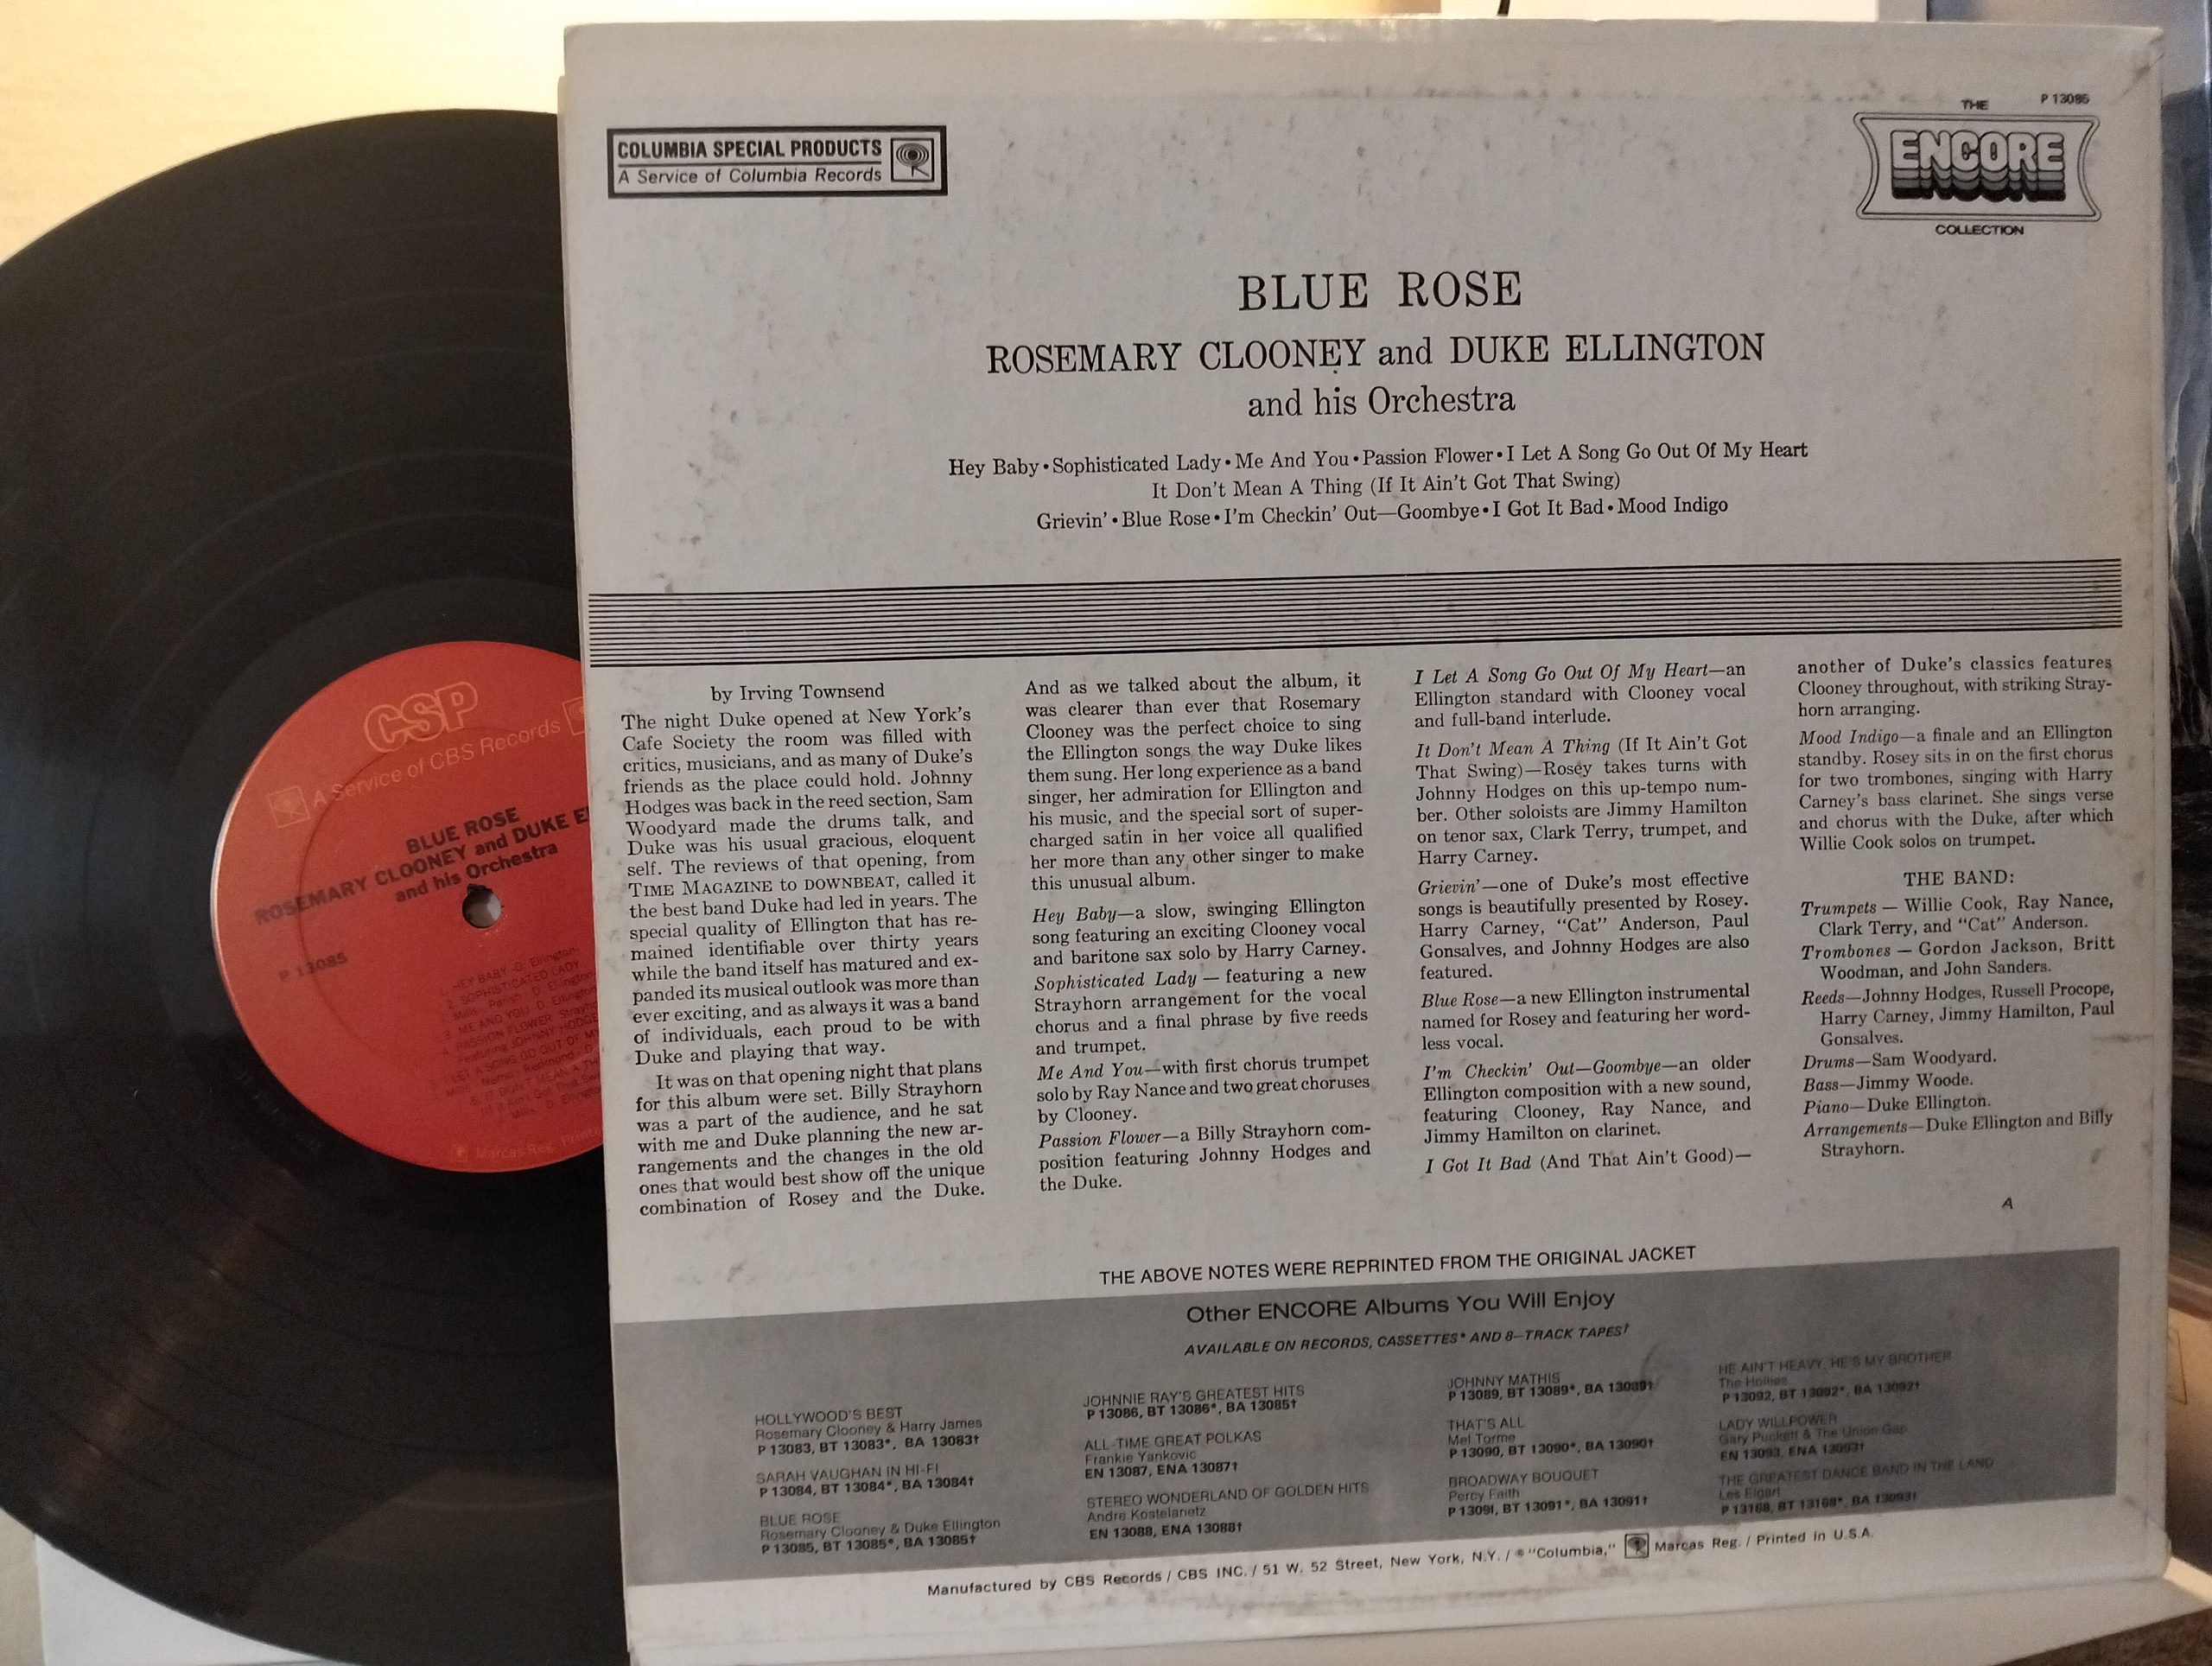 CSP
A Service of CBS Records
BLUE ROSE
ROSEMARY CLOONEY and DUKE
and his Orchestra
P 13085
1. HEY BABY -D. Ellington
2. SOPHISTICATED LADY
Mills - Parish - D. Ellington
3. ME AND YOU -D. Ellington
PASSION FLOWER
Featuring JOHNNY
LET A SONG GO OUT OF
IT DON'T MEAN A
Marcas Reg.
COLUMBIA SPECIAL PRODUCTS
A Service of Columbia Records
P 13085
THE
ENCORE
COLLECTION
BLUE ROSE
ROSEMARY CLOONEY and DUKE ELLINGTON
and his Orchestra
Hey Baby • Sophisticated Lady • Me And You • Passion Flower • I Let A Song Go Out Of My Heart
It Don't Mean A Thing (If It Ain't Got That Swing)
Grievin' • Blue Rose • I'm Checkin' Out—Goombye • I Got It Bad • Mood Indigo
by Irving Townsend
The night Duke opened at New York's
Cafe Society the room was filled with
critics, musicians, and as many of Duke's
friends as the place could hold. Johnny
Hodges was back in the reed section, Sam
Woodyard made the drums talk, and
Duke was his usual gracious, eloquent
self. The reviews of that opening, from
TIME MAGAZINE to DOWNBEAT, called it
the best band Duke had led in years. The
special quality of Ellington that has re-
mained identifiable over thirty years
while the band itself has matured and ex-
panded its musical outlook was more than
ever exciting, and as always it was a band
of individuals, each proud to be with
Duke and playing that way.
It was on that opening night that plans
for this album were set. Billy Strayhorn
was a part of the audience, and he sat
with me and Duke planning the new ar-
rangements and the changes in the old
ones that would best show off the unique
combination of Rosey and the Duke.
And as we talked about the album, it
was clearer than ever that Rosemary
Clooney was the perfect choice to sing
the Ellington songs the way Duke likes
them sung. Her long experience as a band
singer, her admiration for Ellington and
his music, and the special sort of super-
charged satin in her voice all qualified
her more than any other singer to make
this unusual album.
Hey Baby—a slow, swinging Ellington
song featuring an exciting Clooney vocal
and baritone sax solo by Harry Carney.
Sophisticated Lady — featuring a new
Strayhorn arrangement for the vocal
chorus and a final phrase by five reeds
and trumpet.
Me And You—with first chorus trumpet
solo by Ray Nance and two great choruses
by Clooney.
Passion Flower—a Billy Strayhorn com-
position featuring Johnny Hodges and
the Duke.
I Let A Song Go Out Of My Heart—an
Ellington standard with Clooney vocal
and full-band interlude.
It Don't Mean A Thing (If It Ain't Got
That Swing)—Rosey takes turns with
Johnny Hodges on this up-tempo num-
ber. Other soloists are Jimmy Hamilton
on tenor sax, Clark Terry, trumpet, and
Harry Carney.
Grievin'—one of Duke's most effective
songs is beautifully presented by Rosey.
Harry Carney, "Cat" Anderson, Paul
Gonsalves, and Johnny Hodges are also
featured.
Blue Rose—a new Ellington instrumental
named for Rosey and featuring her word-
less vocal.
I'm Checkin' Out—Goombye—an older
Ellington composition with a new sound,
featuring Clooney, Ray Nance, and
Jimmy Hamilton on clarinet.
I Got It Bad (And That Ain't Good)—
another of Duke's classics features
Clooney throughout, with striking Stray-
horn arranging.
Mood Indigo—a finale and an Ellington
standby. Rosey sits in on the first chorus
for two trombones, singing with Harry
Carney's bass clarinet. She sings verse
and chorus with the Duke, after which
Willie Cook solos on trumpet.
THE BAND:
Trumpets — Willie Cook, Ray Nance,
Clark Terry, and "Cat" Anderson.
Trombones — Gordon Jackson, Britt
Woodman, and John Sanders.
Reeds—Johnny Hodges, Russell Procope,
Harry Carney, Jimmy Hamilton, Paul
Gonsalves.
Drums—Sam Woodyard.
Bass—Jimmy Woode.
Piano—Duke Ellington.
Arrangements—Duke Ellington and Billy
Strayhorn.
A
THE ABOVE NOTES WERE REPRINTED FROM THE ORIGINAL JACKET
Other ENCORE Albums You Will Enjoy
AVAILABLE ON RECORDS, CASSETTES* AND 8–TRACK TAPES†
HOLLYWOOD'S BEST
Rosemary Clooney & Harry James
P 13083, BT 13083*, BA 13083†
SARAH VAUGHAN IN HI-FI
P 13084, BT 13084*, BA 13084†
BLUE ROSE
Rosemary Clooney & Duke Ellington
P 13085, BT 13085*, BA 13085†
JOHNNIE RAY'S GREATEST HITS
P 13086, BT 13086*, BA 13085†
ALL-TIME GREAT POLKAS
Frankie Yankovic
EN 13087, ENA 13087†
STEREO WONDERLAND OF GOLDEN HITS
Andre Kostelanetz
EN 13088, ENA 13088†
JOHNNY MATHIS
P 13089, BT 13089*, BA 13089†
THAT'S ALL
Mel Torme
P 13090, BT 13090*, BA 13090†
BROADWAY BOUQUET
Percy Faith
P 13091, BT 13091*, BA 13091†
HE AIN'T HEAVY, HE'S MY BROTHER
The Hollies
P 13092, BT 13092*, BA 13092†
LADY WILLPOWER
Gary Puckett & The Union Gap
EN 13093, ENA 13093†
THE GREATEST DANCE BAND IN THE LAND
Les Elgart
P 13168, BT 13168*, BA 13093†
Manufactured by CBS Records / CBS INC. / 51 W. 52 Street, New York, N.Y. / ® "Columbia," Marcas Reg. / Printed in U.S.A.